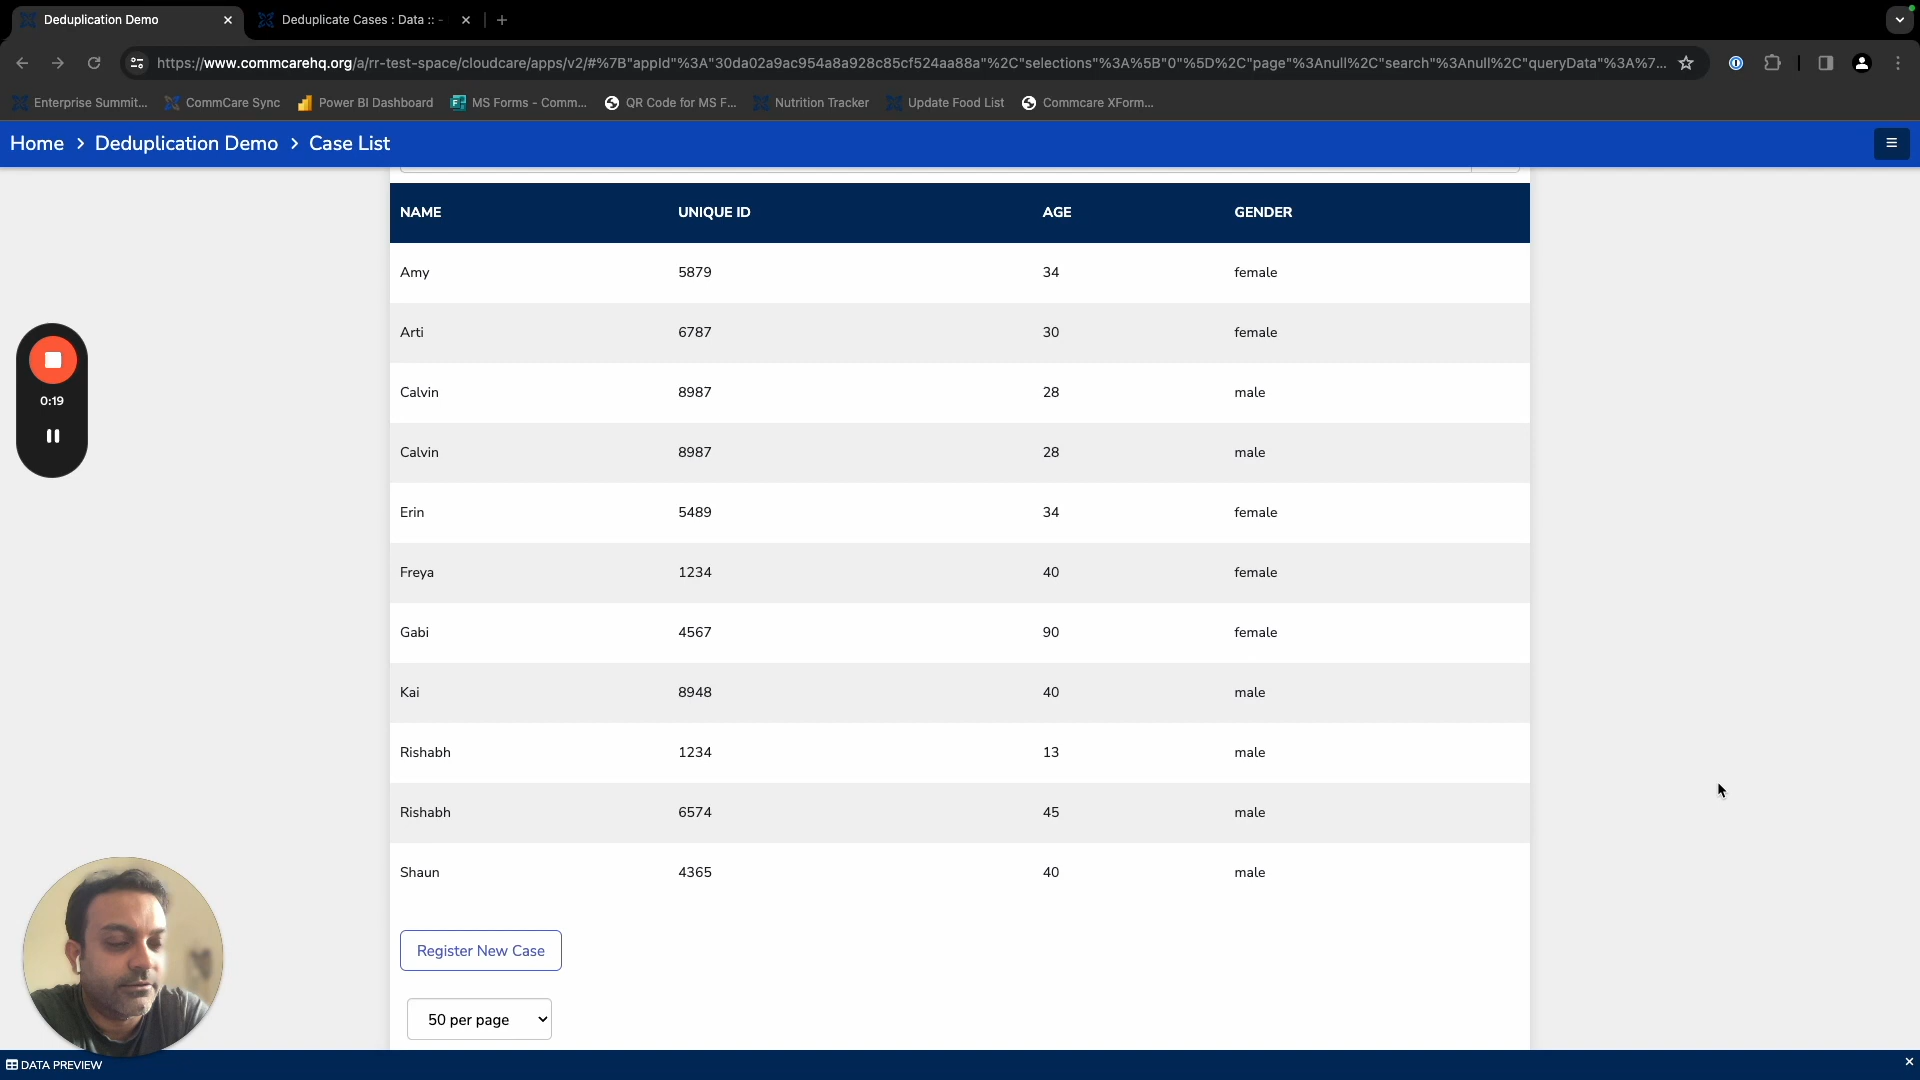 Deduplication Demo
Deduplicate Cases : Data :: -
https://www.commcarehq.org/a/rr-test-space/cloudcare/apps/v2/#%7B"appId"%3A"30da02a9ac954a8a928c85cf524aa88a"%2C"selections"%3A%5B"0"%5D%2C"page"%3Anull%2C"search"%3Anull%2C"queryData"%3A%7...
Enterprise Summit...
CommCare Sync
Power BI Dashboard
MS Forms - Comm...
QR Code for MS F...
Nutrition Tracker
Update Food List
Commcare XForm...
Home > Deduplication Demo > Case List
NAME UNIQUE ID AGE GENDER
Amy 5879 34 female
Arti 6787 30 female
Calvin 8987 28 male
Calvin 8987 28 male
Erin 5489 34 female
Freya 1234 40 female
Gabi 4567 90 female
Kai 8948 40 male
Rishabh 1234 13 male
Rishabh 6574 45 male
Shaun 4365 40 male
0:19
Register New Case
50 per page
DATA PREVIEW